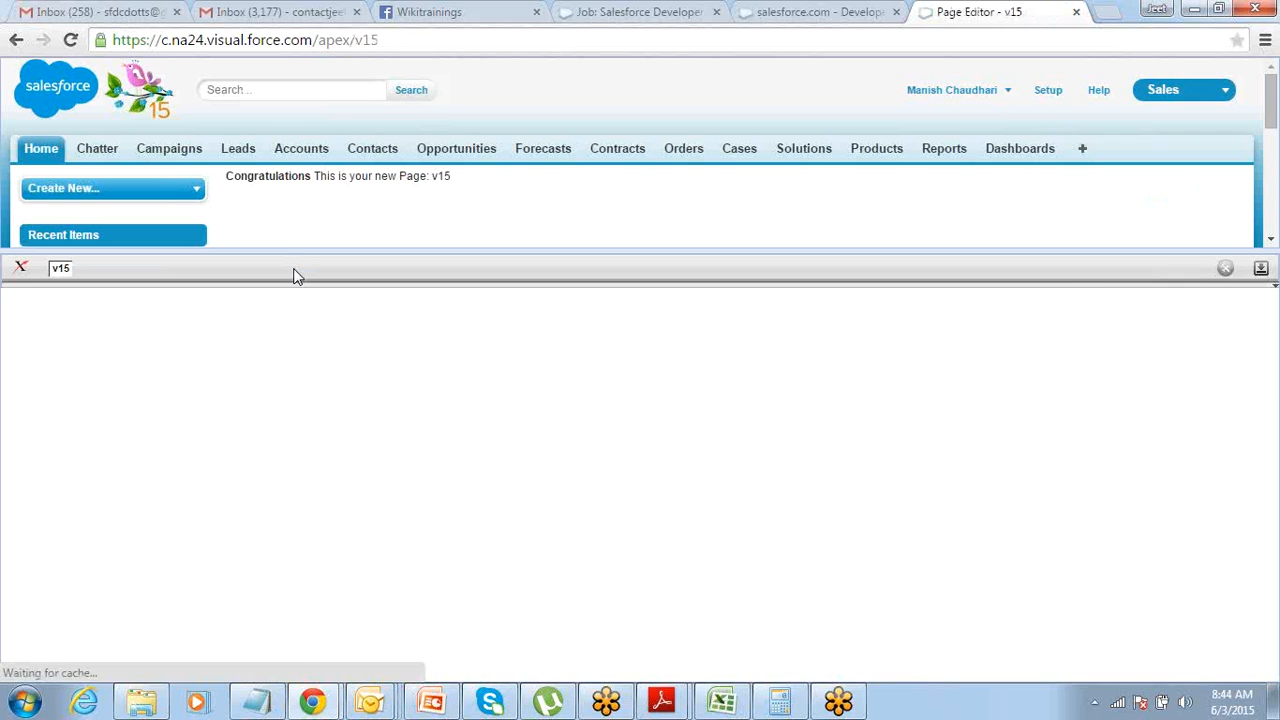 Inbox (258) - sfdcdotts@
Inbox (3,177) - contactjee
Wikitrainings
Job: Salesforce Developer
salesforce.com - Develop
Page Editor - v15
Jeet
https://c.na24.visual.force.com/apex/v15
salesforce
15
Search...
Search
Manish Chaudhari
Setup
Help
Sales
Home
Chatter
Campaigns
Leads
Accounts
Contacts
Opportunities
Forecasts
Contracts
Orders
Cases
Solutions
Products
Reports
Dashboards
+
Create New...
Congratulations This is your new Page: v15
Recent Items
v15
Waiting for cache...
8:44 AM
6/3/2015